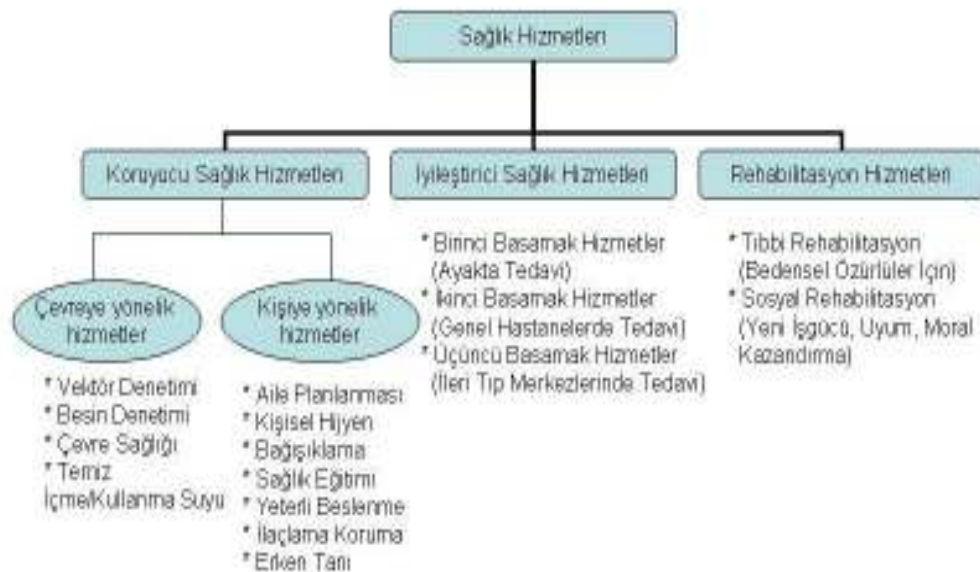 Sağlık Hizmetleri
Koruyucu Sağlık Hizmetleri
İyileştirici Sağlık Hizmetleri
Rehabilitasyon Hizmetleri
Çevreye yönelik
hizmetler
Kişiye yönelik
hizmetler
* Vektör Denetimi
* Besin Denetimi
* Çevre Sağlığı
* Temiz
İçme/Kullanma Suyu
* Aile Planlanması
* Kişisel Hijyen
* Bağışıklama
* Sağlık Eğitimi
* Yeterli Beslenme
* İlaçlama Koruma
* Erken Tanı
* Birinci Basamak Hizmetler
(Ayakta Tedavi)
* İkinci Basamak Hizmetler
(Genel Hastanelerde Tedavi)
* Üçüncü Basamak Hizmetler
(İleri Tıp Merkezlerinde Tedavi)
* Tıbbi Rehabilitasyon
(Bedensel Özürlüler İçin)
* Sosyal Rehabilitasyon
(Yeni İşgücü, Uyum, Moral
Kazandırma)